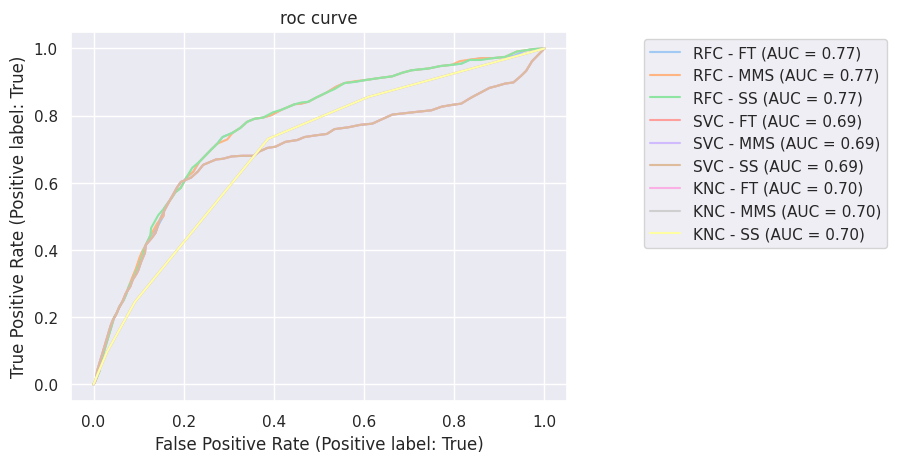 roc curve
True Positive Rate (Positive label: True)
1.0
0.8
0.6
0.4
0.2
0.0
0.0 0.2 0.4 0.6 0.8 1.0
False Positive Rate (Positive label: True)
RFC - FT (AUC = 0.77)
RFC - MMS (AUC = 0.77)
RFC - SS (AUC = 0.77)
SVC - FT (AUC = 0.69)
SVC - MMS (AUC = 0.69)
SVC - SS (AUC = 0.69)
KNC - FT (AUC = 0.70)
KNC - MMS (AUC = 0.70)
KNC - SS (AUC = 0.70)